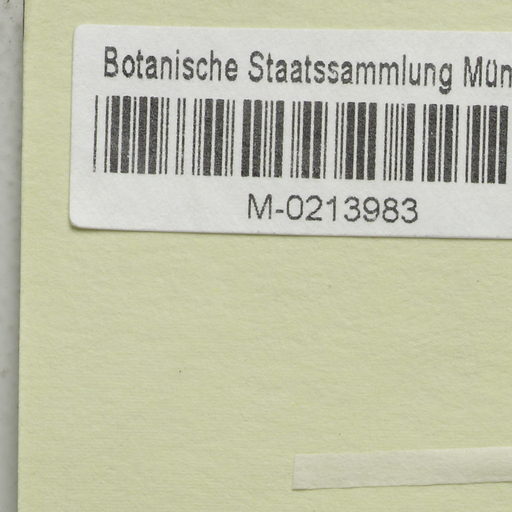 Botanische Staatssammlung Mün
M-0213983